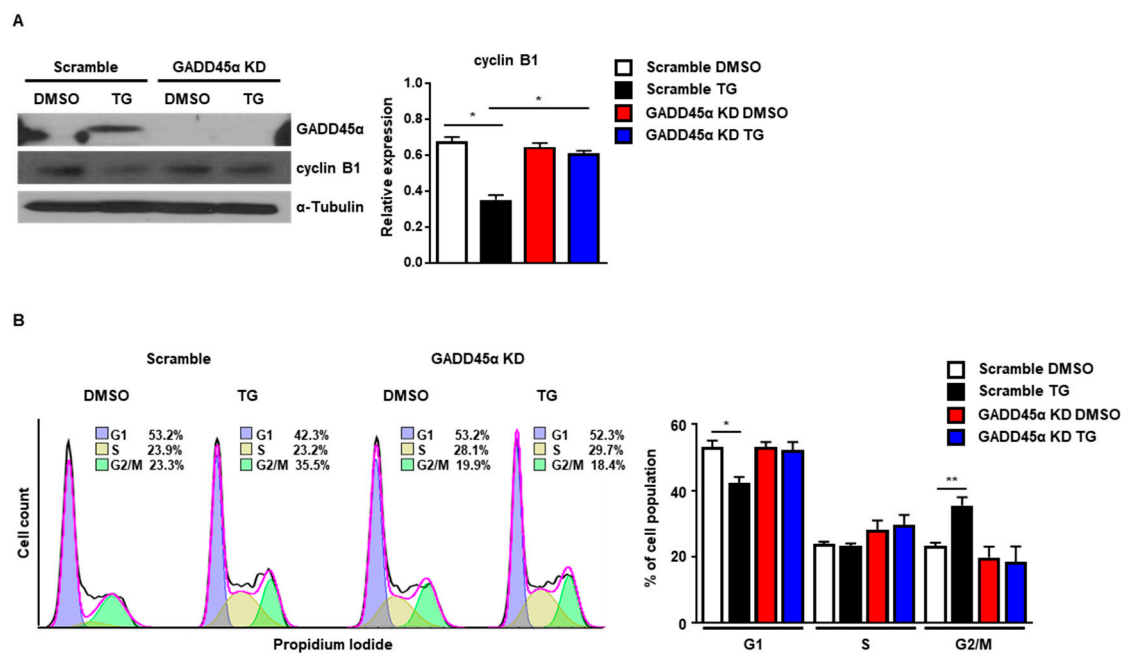 A
Scramble GADD45α KD
DMSO TG DMSO TG
GADD45α
cyclin B1
α-Tubulin
cyclin B1
Relative expression
1.0
0.8
0.6
0.4
0.2
0.0
* *
Scramble DMSO
Scramble TG
GADD45α KD DMSO
GADD45α KD TG
B
Scramble GADD45α KD
DMSO TG DMSO TG
G1 53.2%
S 23.9%
G2/M 23.3%
G1 42.3%
S 23.2%
G2/M 35.5%
G1 53.2%
S 28.1%
G2/M 19.9%
G1 52.3%
S 29.7%
G2/M 18.4%
Cell count
Propidium Iodide
Scramble DMSO
Scramble TG
GADD45α KD DMSO
GADD45α KD TG
% of cell population
60
40
20
0
* **
G1 S G2/M